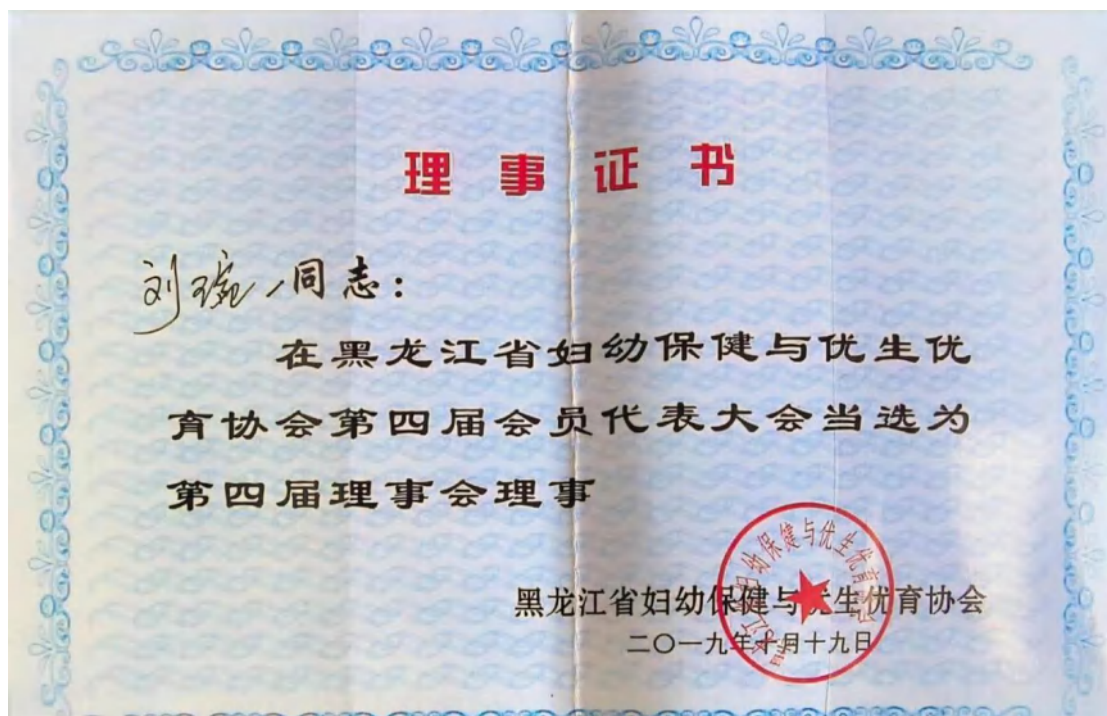 理事证书
刘琬同志:
在黑龙江省妇幼保健与优生优
育协会第四届会员代表大会当选为
第四届理事会理事
黑龙江省妇幼保健与优生优育协会
二〇一九年十月十九日